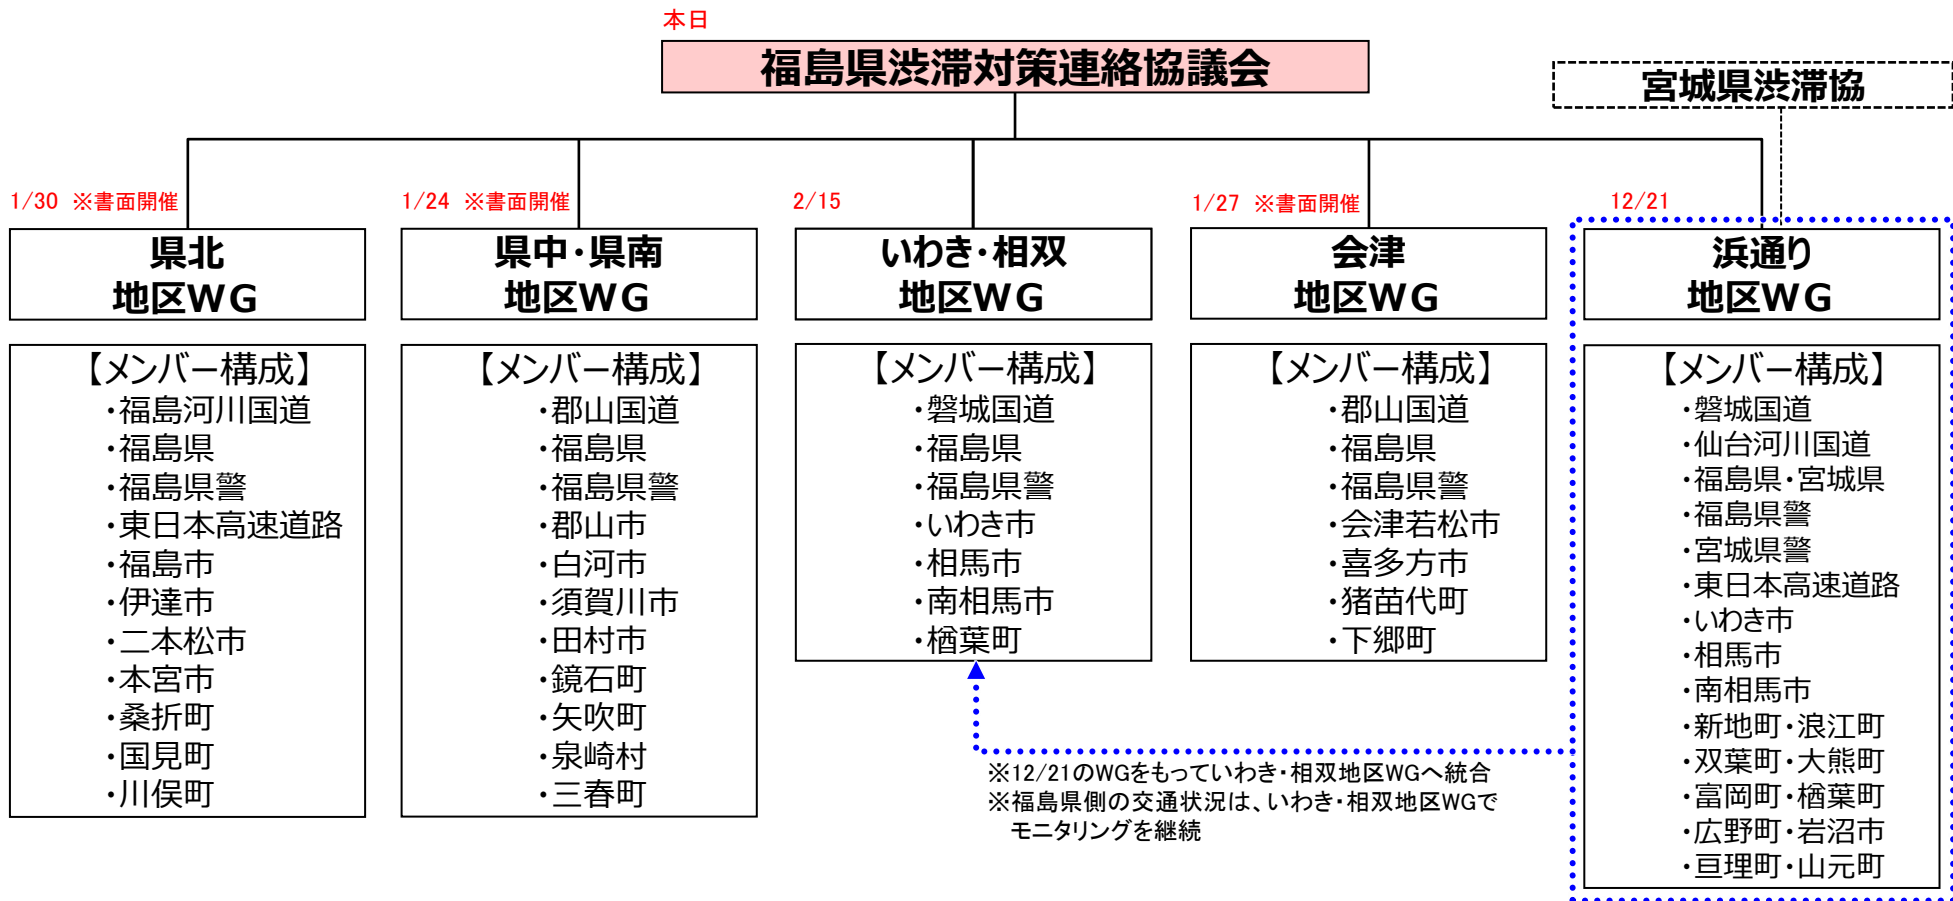 本日
福島県渋滞対策連絡協議会
宮城県渋滞協
1/30 ※書面開催
県北
地区WG
【メンバー構成】
・福島河川国道
・福島県
・福島県警
・東日本高速道路
・福島市
・伊達市
・二本松市
・本宮市
・桑折町
・国見町
・川俣町
1/24 ※書面開催
県中・県南
地区WG
【メンバー構成】
・郡山国道
・福島県
・福島県警
・郡山市
・白河市
・須賀川市
・田村市
・鏡石町
・矢吹町
・泉崎村
・三春町
2/15
いわき・相双
地区WG
【メンバー構成】
・磐城国道
・福島県
・福島県警
・いわき市
・相馬市
・南相馬市
・楢葉町
1/27 ※書面開催
会津
地区WG
【メンバー構成】
・郡山国道
・福島県
・福島県警
・会津若松市
・喜多方市
・猪苗代町
・下郷町
12/21
浜通り
地区WG
【メンバー構成】
・磐城国道
・仙台河川国道
・福島県・宮城県
・福島県警
・宮城県警
・東日本高速道路
・いわき市
・相馬市
・南相馬市
・新地町・浪江町
・双葉町・大熊町
・富岡町・楢葉町
・広野町・岩沼市
・亘理町・山元町
※12/21のWGをもっていわき・相双地区WGへ統合
※福島県側の交通状況は、いわき・相双地区WGで
モニタリングを継続